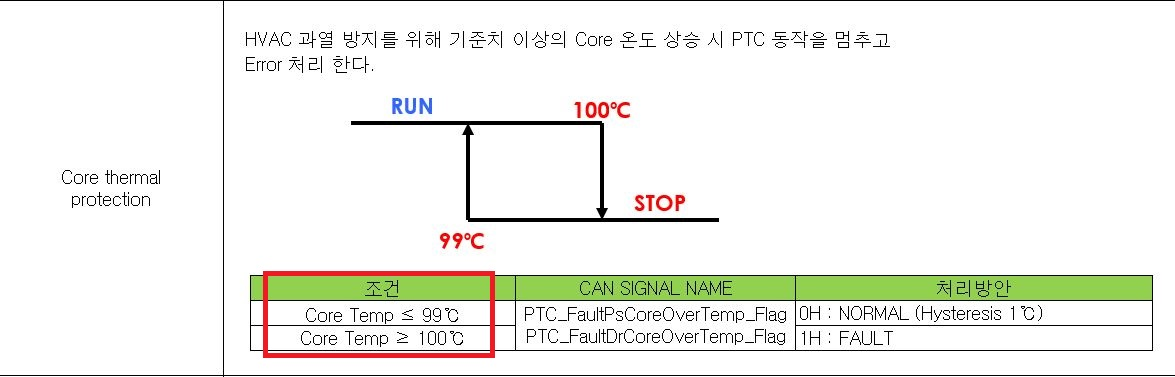 HVAC 과열 방지를 위해 기준치 이상의 Core 온도 상승 시 PTC 동작을 멈추고
Error 처리 한다.
RUN
100℃
Core thermal
protection
STOP
99℃
조건 CAN SIGNAL NAME 처리방안
Core Temp ≤ 99℃ PTC_FaultPsCoreOverTemp_Flag 0H : NORMAL (Hysteresis 1℃)
Core Temp ≥ 100℃ PTC_FaultDrCoreOverTemp_Flag 1H : FAULT